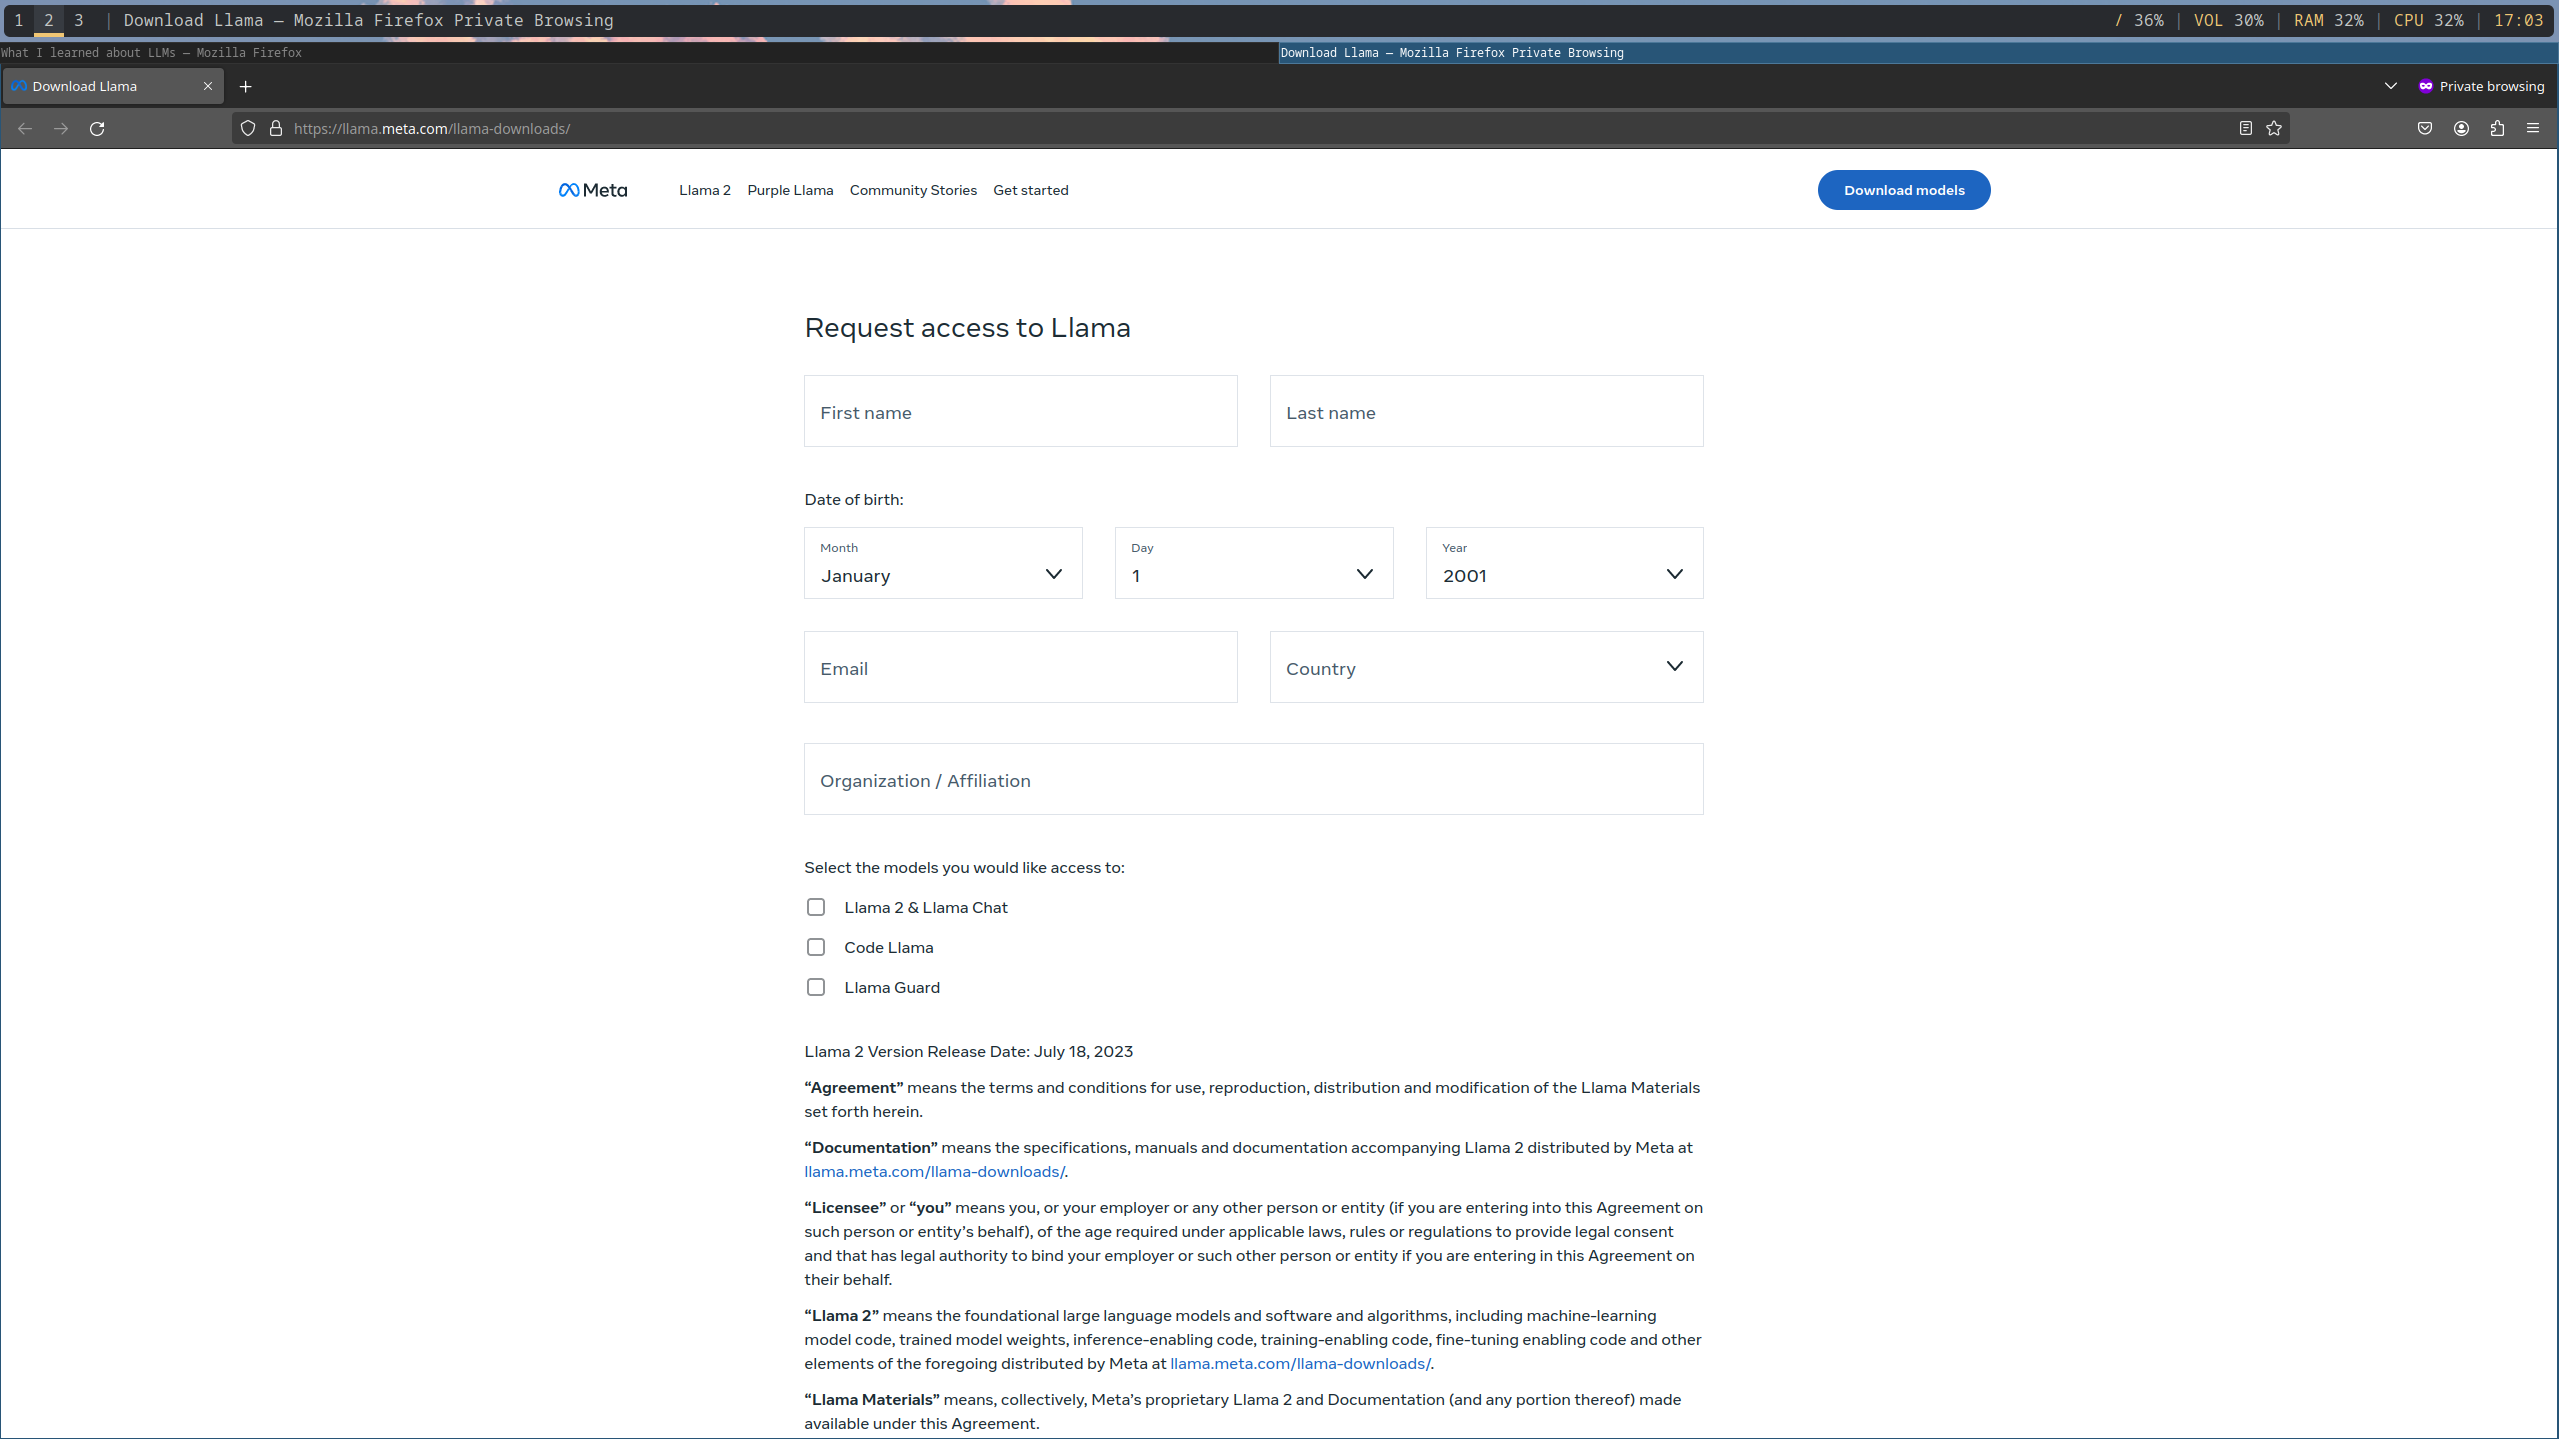 1 2 3 | Download Llama — Mozilla Firefox Private Browsing / 36% | VOL 30% | RAM 32% | CPU 32% | 17:03
What I learned about LLMs — Mozilla Firefox Download Llama — Mozilla Firefox Private Browsing
Download Llama Private browsing
https://llama.meta.com/llama-downloads/
Meta Llama 2 Purple Llama Community Stories Get started Download models
Request access to Llama
First name Last name
Date of birth:
Month Day Year
January 1 2001
Email Country
Organization / Affiliation
Select the models you would like access to:
Llama 2 & Llama Chat
Code Llama
Llama Guard
Llama 2 Version Release Date: July 18, 2023
“Agreement” means the terms and conditions for use, reproduction, distribution and modification of the Llama Materials
set forth herein.
“Documentation” means the specifications, manuals and documentation accompanying Llama 2 distributed by Meta at
llama.meta.com/llama-downloads/.
“Licensee” or “you” means you, or your employer or any other person or entity (if you are entering into this Agreement on
such person or entity’s behalf), of the age required under applicable laws, rules or regulations to provide legal consent
and that has legal authority to bind your employer or such other person or entity if you are entering in this Agreement on
their behalf.
“Llama 2” means the foundational large language models and software and algorithms, including machine-learning
model code, trained model weights, inference-enabling code, training-enabling code, fine-tuning enabling code and other
elements of the foregoing distributed by Meta at llama.meta.com/llama-downloads/.
“Llama Materials” means, collectively, Meta’s proprietary Llama 2 and Documentation (and any portion thereof) made
available under this Agreement.